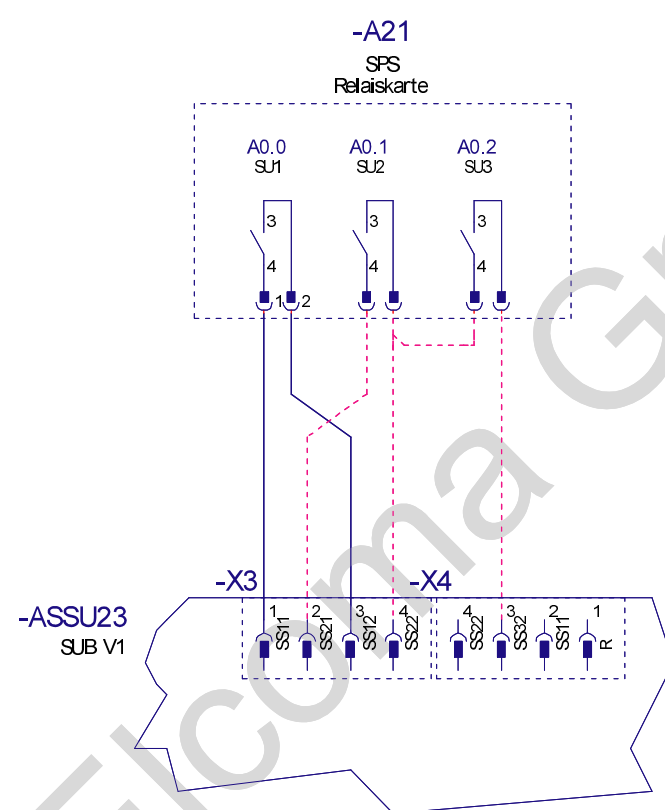 -A21
SPS
Relaiskarte
A0.0 A0.1 A0.2
SU1 SU2 SU3
3 3 3
4 4 4
1 2
-X3 -X4
-ASSU23
SUB V1
1 2 3 4 4 3 2 1
SS11 SS21 SS12 SS22 SS22 SS32 SS11 R
Elcoma G